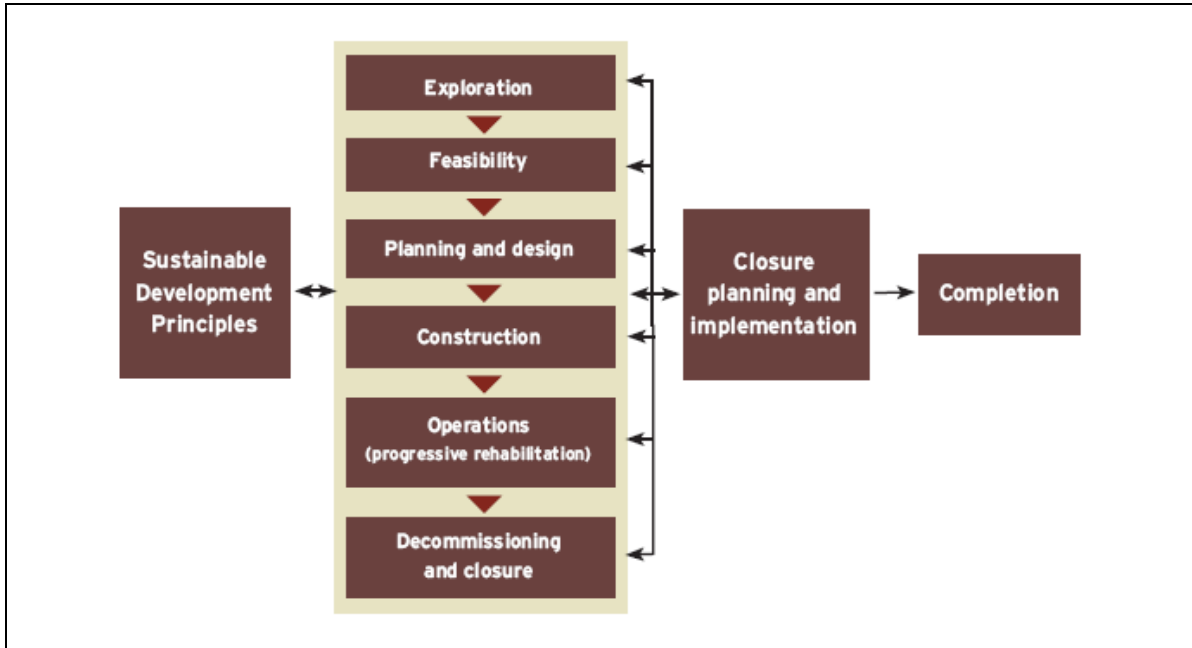 Sustainable
Development
Principles
Exploration
Feasibility
Planning and design
Construction
Operations
(progressive rehabilitation)
Decommissioning
and closure
Closure
planning and
implementation
Completion